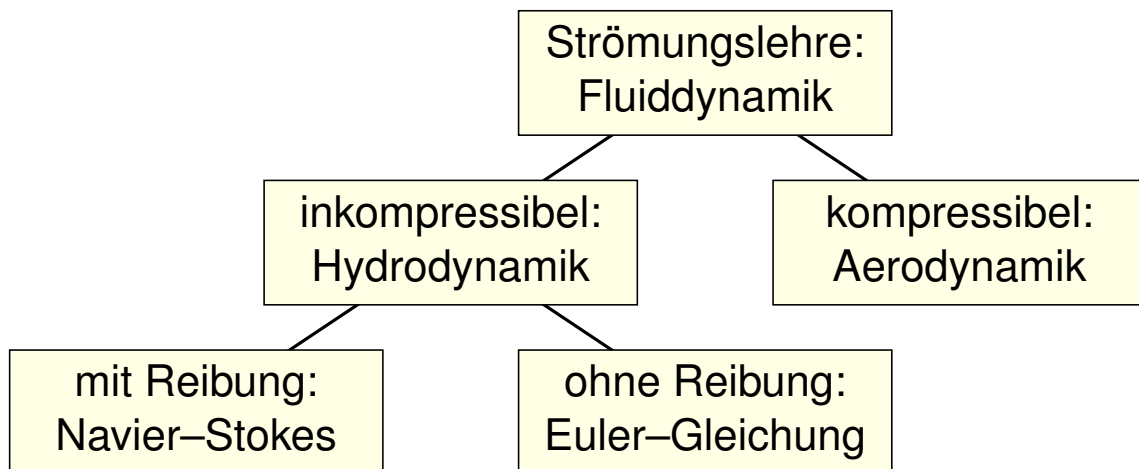 Strömungslehre:
Fluiddynamik
inkompressibel:
Hydrodynamik
kompressibel:
Aerodynamik
mit Reibung:
Navier–Stokes
ohne Reibung:
Euler–Gleichung